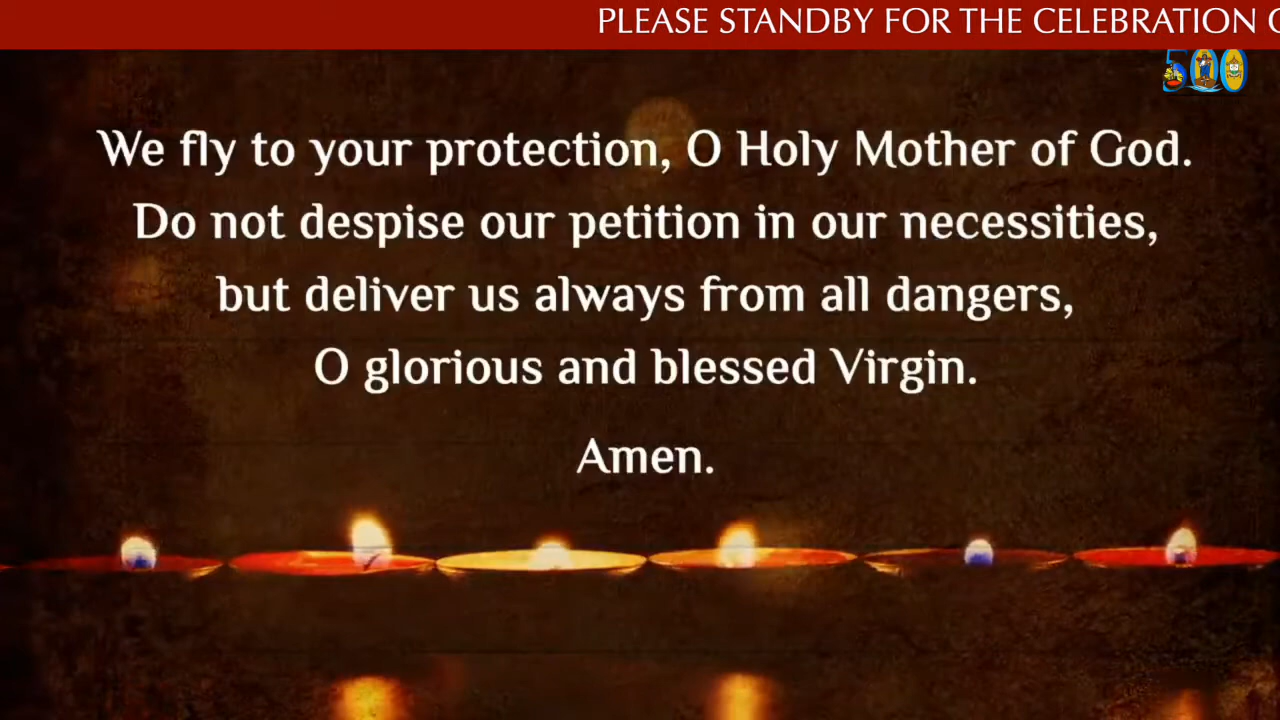 PLEASE STANDBY FOR THE CELEBRATION
500
We fly to your protection, O Holy Mother of God.
Do not despise our petition in our necessities,
but deliver us always from all dangers,
O glorious and blessed Virgin.
Amen.